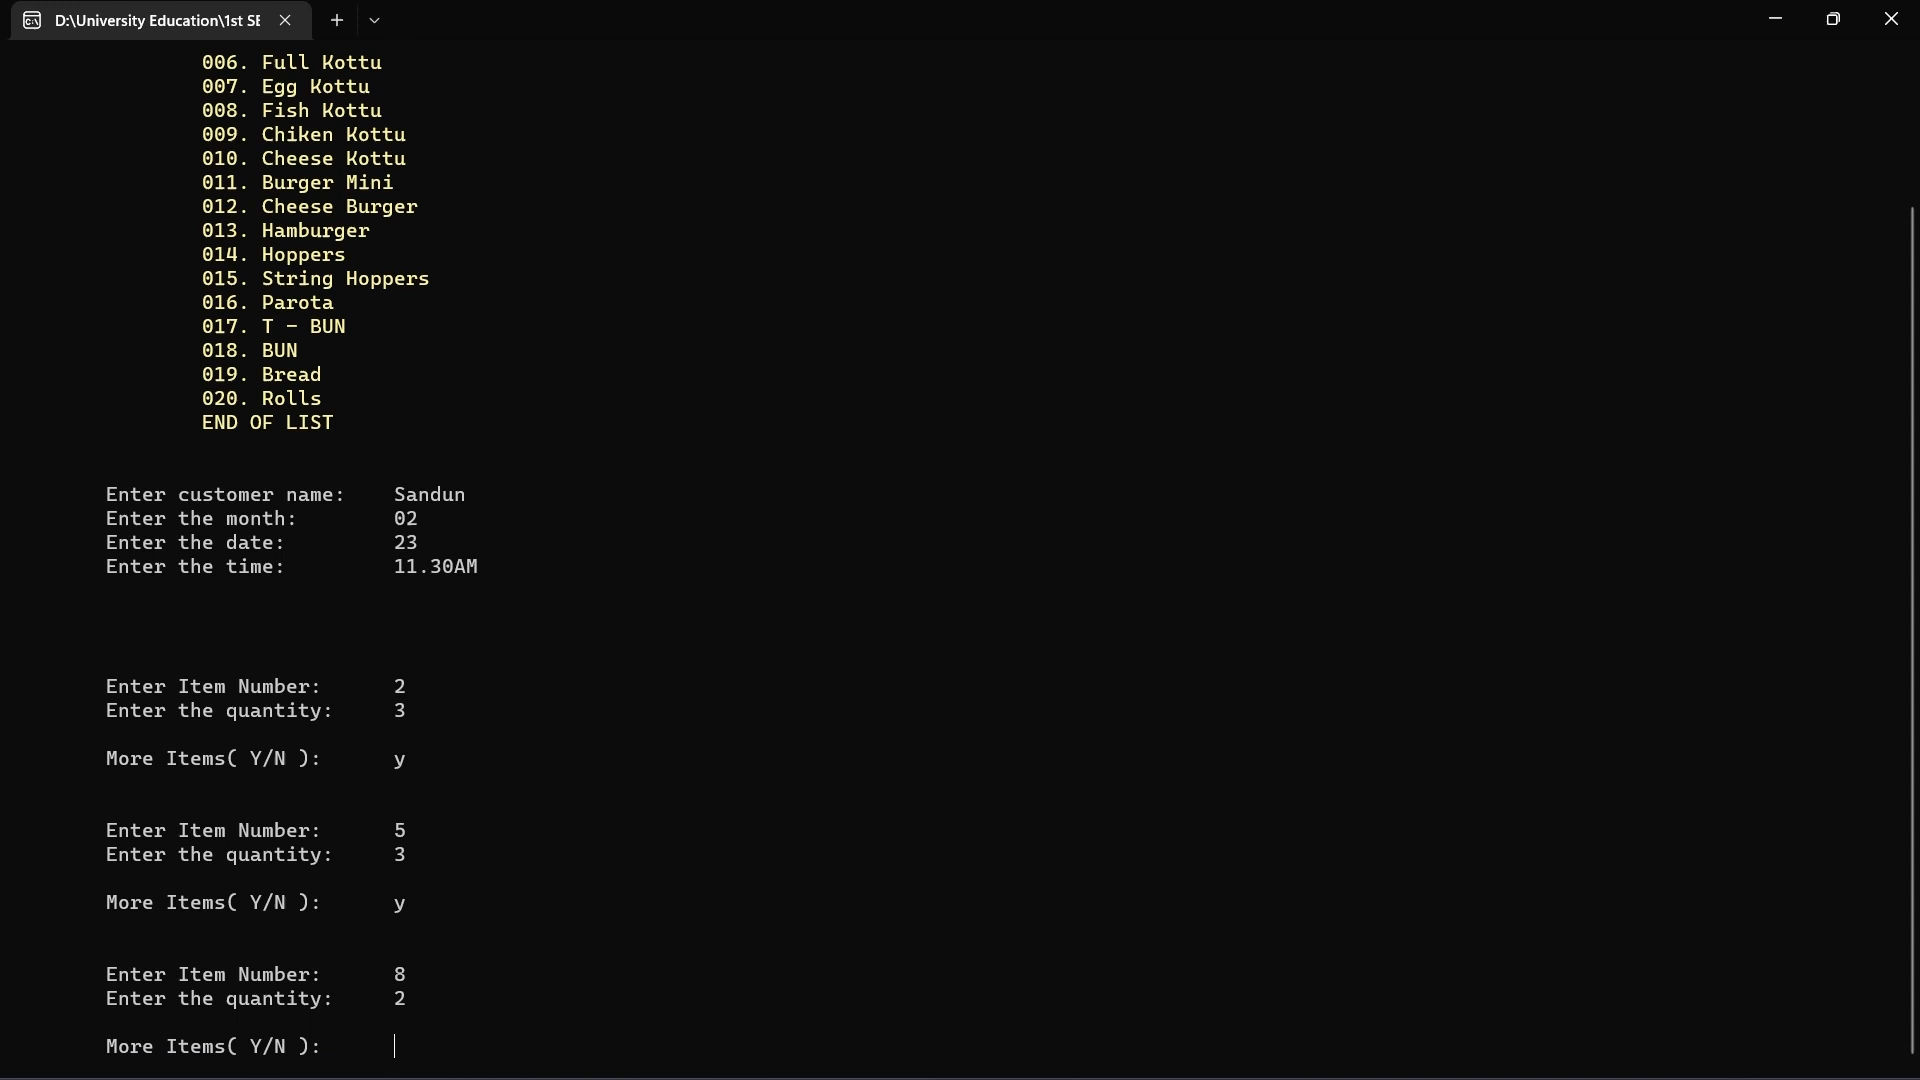 D:\University Education\1st SE
006. Full Kottu
007. Egg Kottu
008. Fish Kottu
009. Chiken Kottu
010. Cheese Kottu
011. Burger Mini
012. Cheese Burger
013. Hamburger
014. Hoppers
015. String Hoppers
016. Parota
017. T - BUN
018. BUN
019. Bread
020. Rolls
END OF LIST
Enter customer name: Sandun
Enter the month: 02
Enter the date: 23
Enter the time: 11.30AM
Enter Item Number: 2
Enter the quantity: 3
More Items( Y/N ): y
Enter Item Number: 5
Enter the quantity: 3
More Items( Y/N ): y
Enter Item Number: 8
Enter the quantity: 2
More Items( Y/N ):